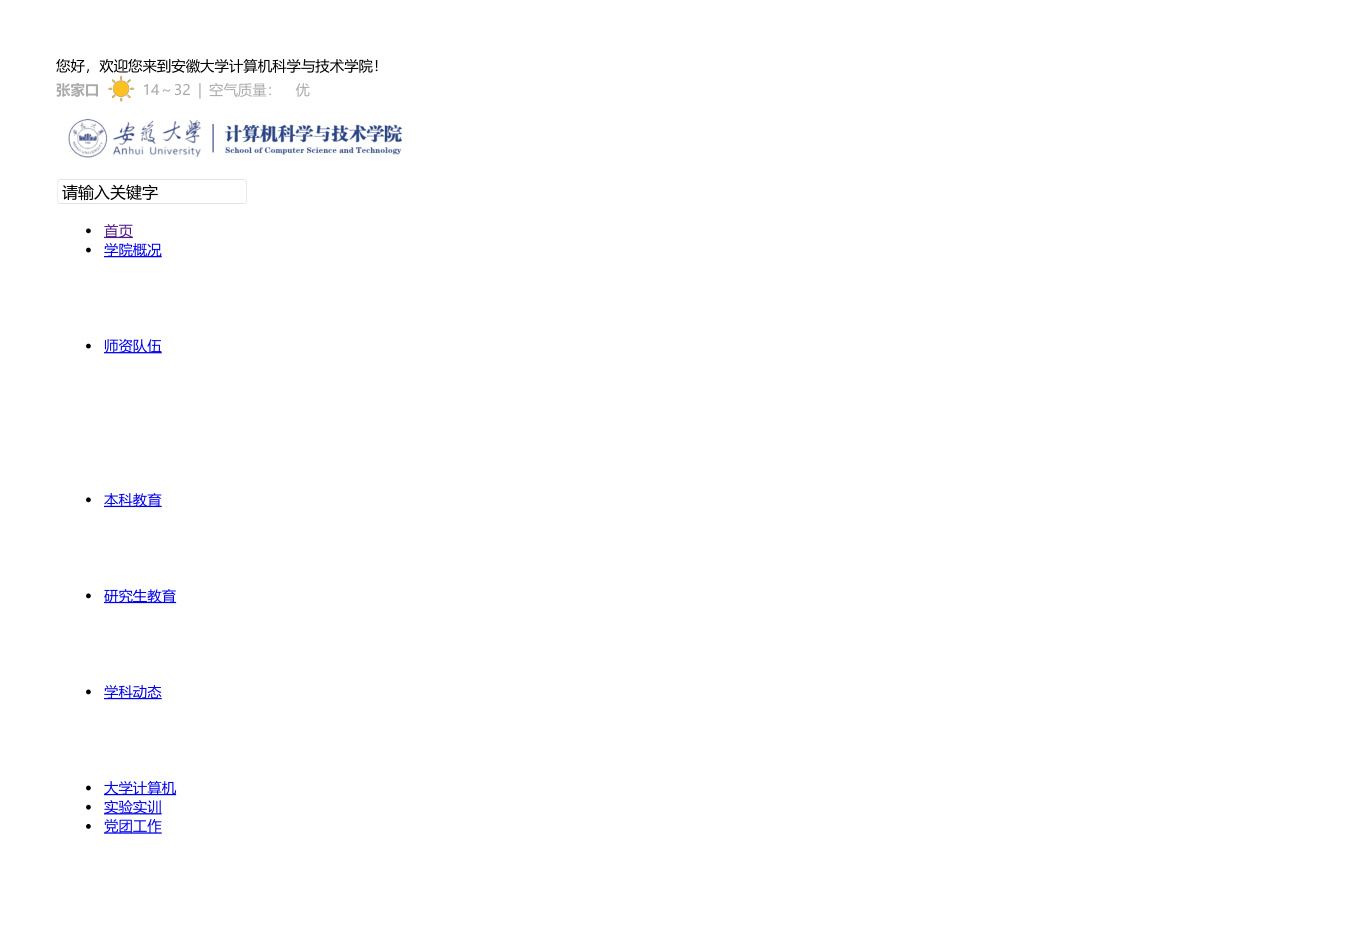 您好，欢迎您来到安徽大学计算机科学与技术学院！
张家口 14～32 | 空气质量： 优
安徽大学 计算机科学与技术学院
Anhui University School of Computer Science and Technology
请输入关键字
首页
学院概况
师资队伍
本科教育
研究生教育
学科动态
大学计算机
实验实训
党团工作